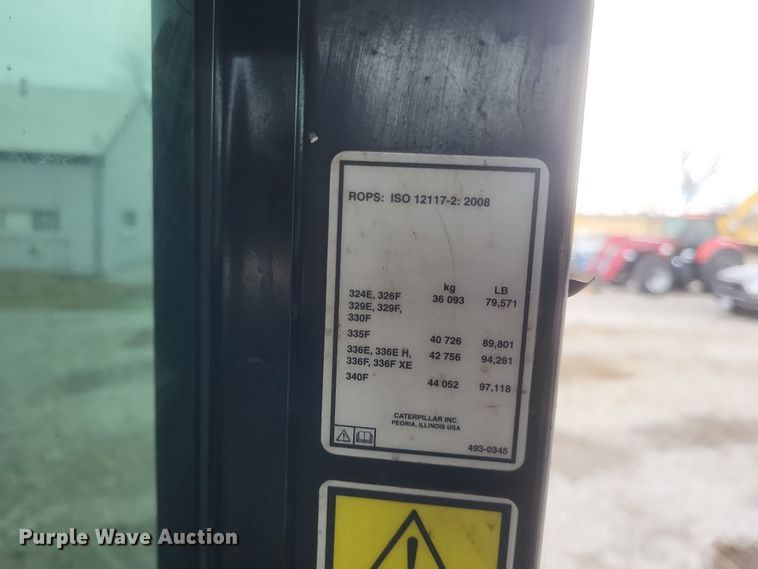 ROPS: ISO 12117-2: 2008
kg LB
324E, 326F 36 093 79,571
329E, 329F,
330F
335F 40 726 89,801
336E, 336E H, 42 756 94,261
336F, 336F XE
340F 44 052 97,118
CATERPILLAR INC.
PEORIA, ILLINOIS USA
493-0345
Purple Wave Auction